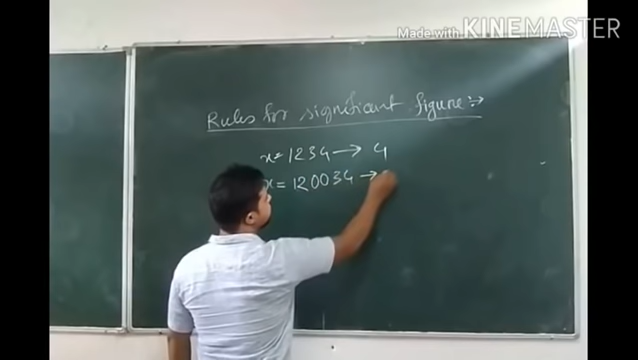 Made with KINEMASTER
Rules for significant figure:->
x = 1234 → 4
x = 120034 →